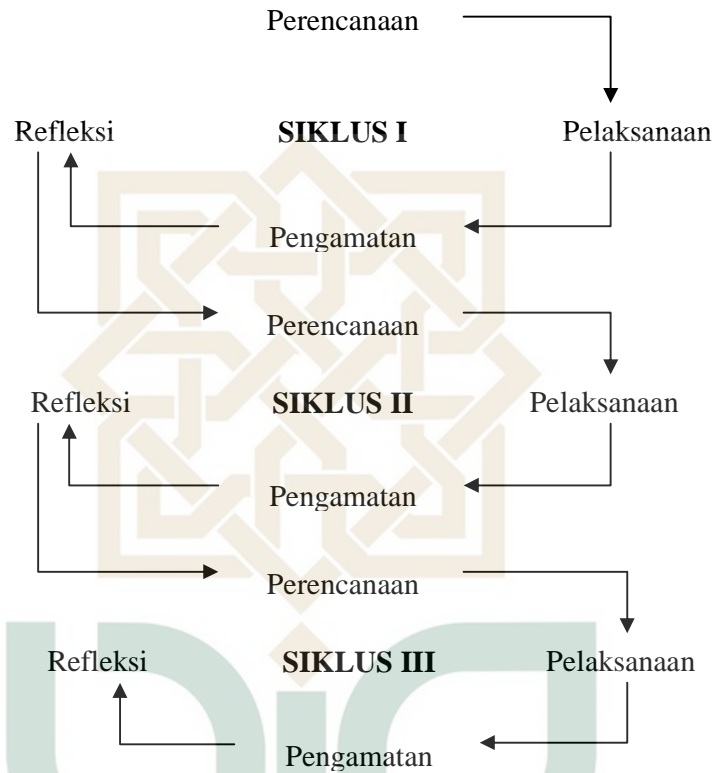 Perencanaan
Refleksi SIKLUS I Pelaksanaan
Pengamatan
Perencanaan
Refleksi SIKLUS II Pelaksanaan
Pengamatan
Perencanaan
Refleksi SIKLUS III Pelaksanaan
Pengamatan